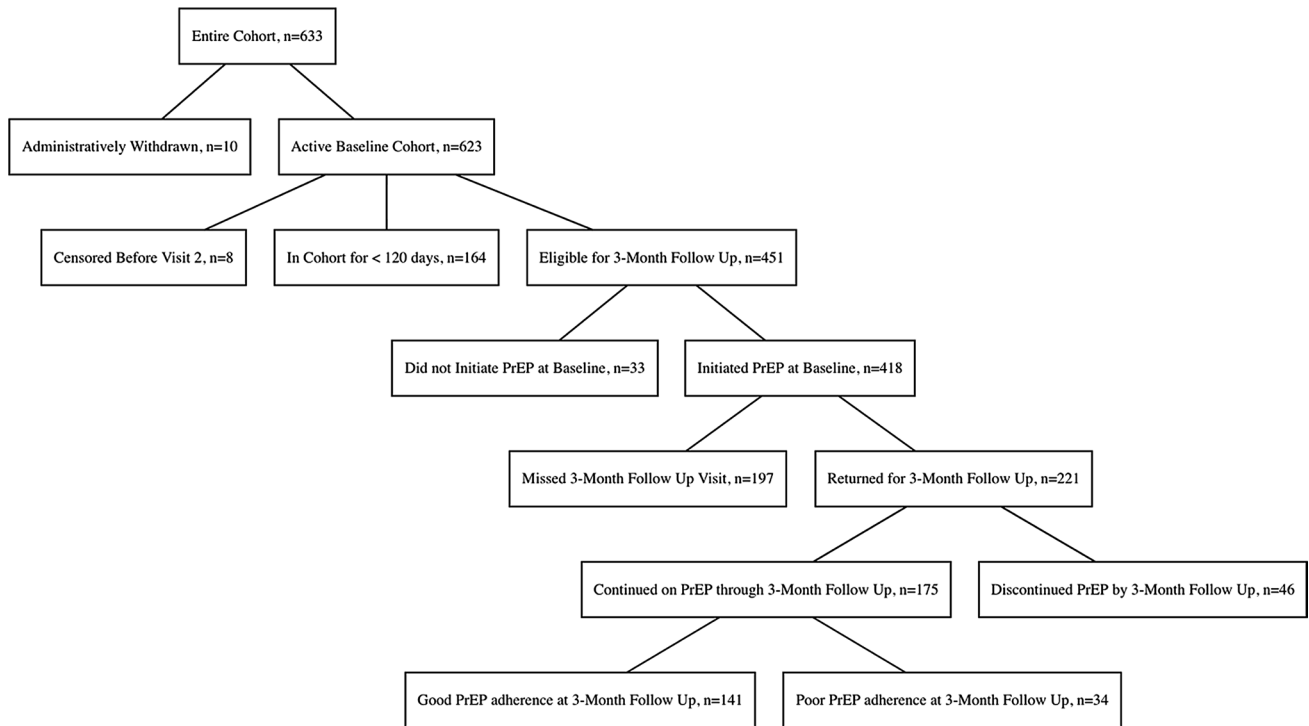 Entire Cohort, n=633
Administratively Withdrawn, n=10
Active Baseline Cohort, n=623
Censored Before Visit 2, n=8
In Cohort for < 120 days, n=164
Eligible for 3-Month Follow Up, n=451
Did not Initiate PrEP at Baseline, n=33
Initiated PrEP at Baseline, n=418
Missed 3-Month Follow Up Visit, n=197
Returned for 3-Month Follow Up, n=221
Continued on PrEP through 3-Month Follow Up, n=175
Discontinued PrEP by 3-Month Follow Up, n=46
Good PrEP adherence at 3-Month Follow Up, n=141
Poor PrEP adherence at 3-Month Follow Up, n=34